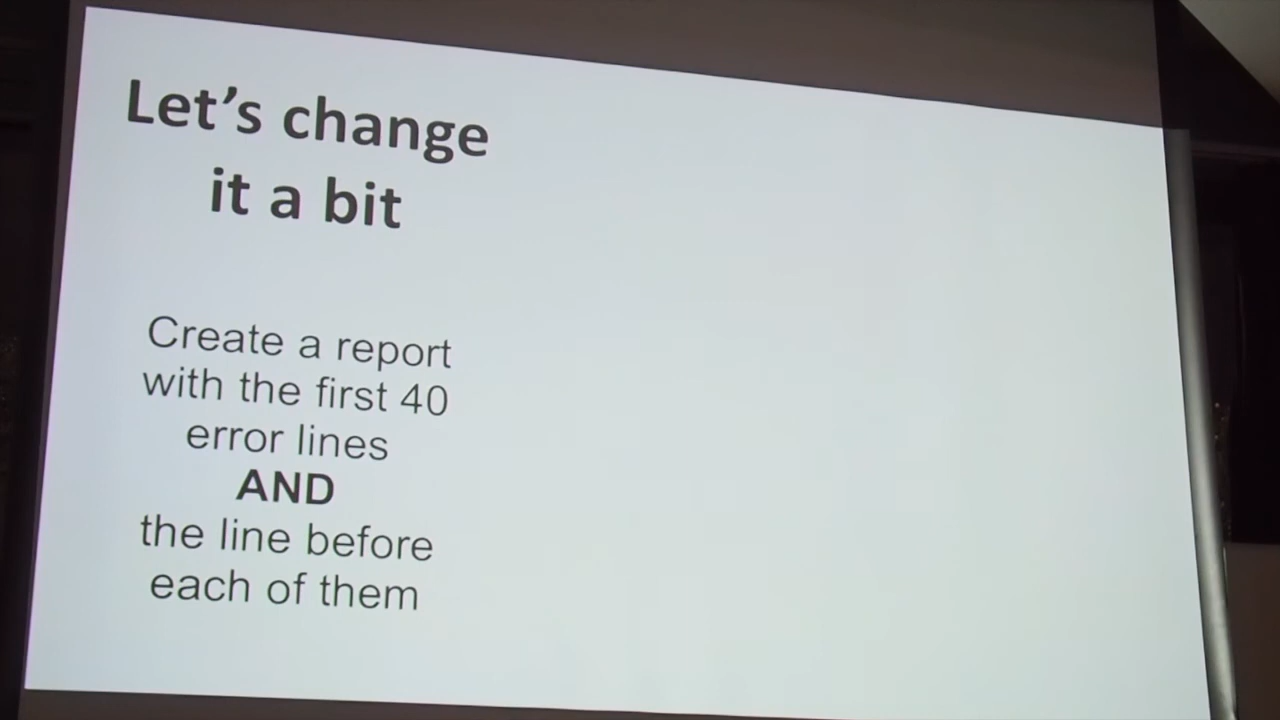 Let's change
it a bit
Create a report
with the first 40
error lines
AND
the line before
each of them